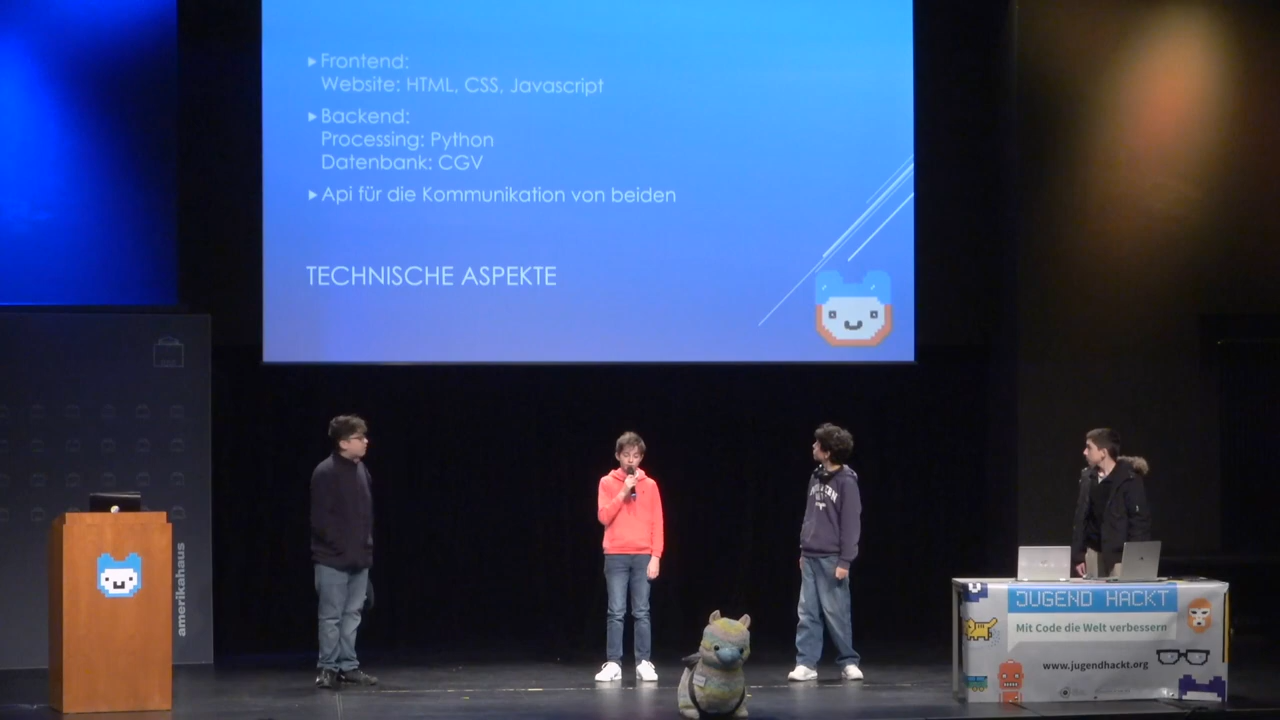 Frontend:
Website: HTML, CSS, Javascript
Backend:
Processing: Python
Datenbank: CGV
Api für die Kommunikation von beiden
TECHNISCHE ASPEKTE
amerikahaus
JUGEND HACKT
Mit Code die Welt verbessern
www.jugendhackt.org